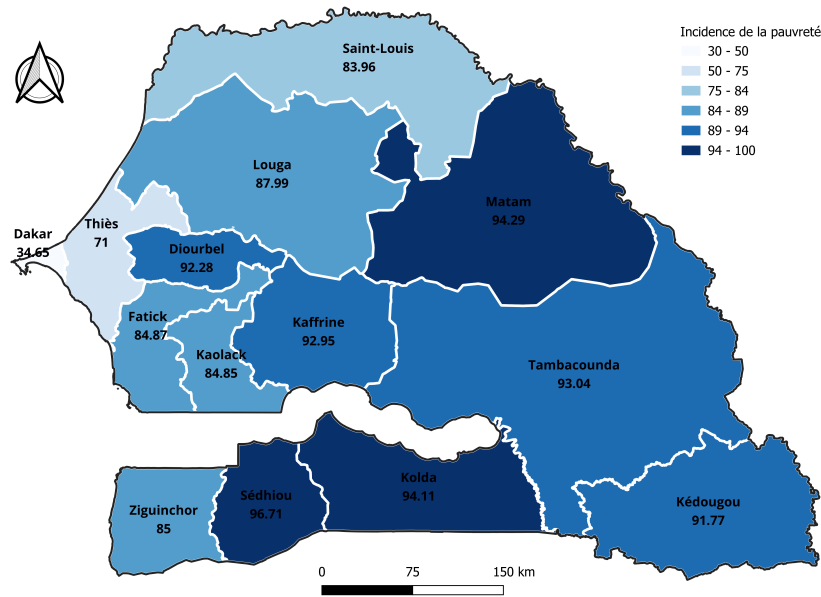 Incidence de la pauvreté
30 - 50
50 - 75
75 - 84
84 - 89
89 - 94
94 - 100
Saint-Louis
83.96
Louga
87.99
Matam
94.29
Dakar
34.65
Thiès
71
Diourbel
92.28
Fatick
84.87
Kaolack
84.85
Kaffrine
92.95
Tambacounda
93.04
Ziguinchor
85
Sédhiou
96.71
Kolda
94.11
Kédougou
91.77
0 75 150 km